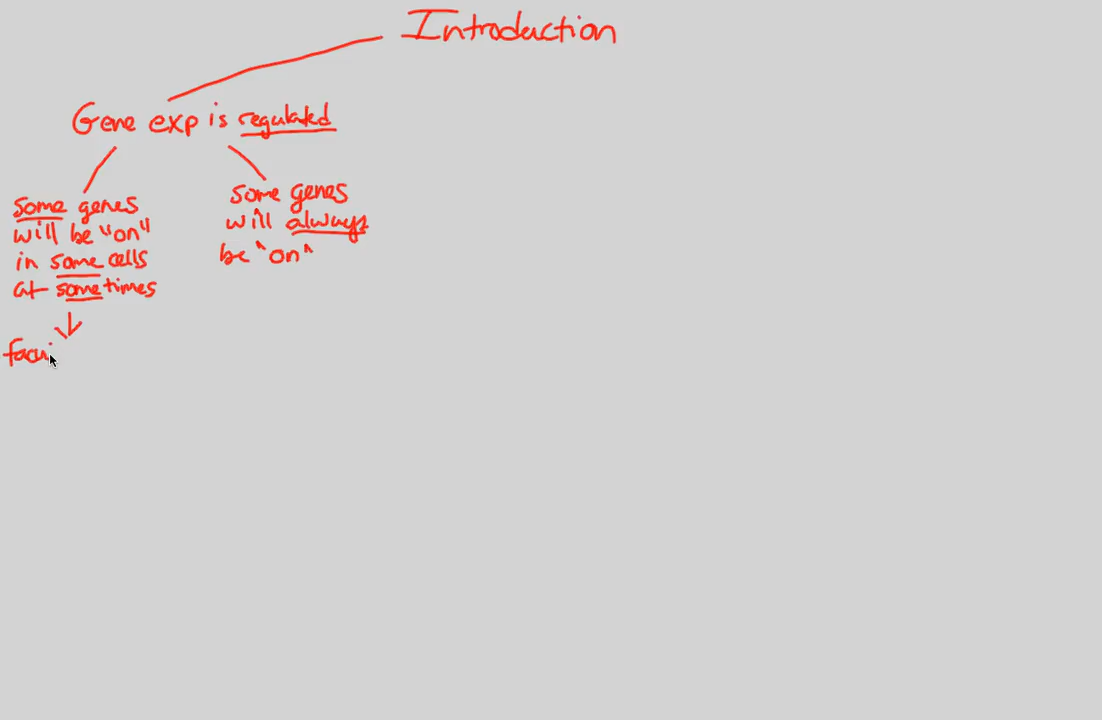 Introduction
Gene exp is regulated
Some genes
will be "on"
in some cells
at some times
Some genes
will always
be "on"
facu